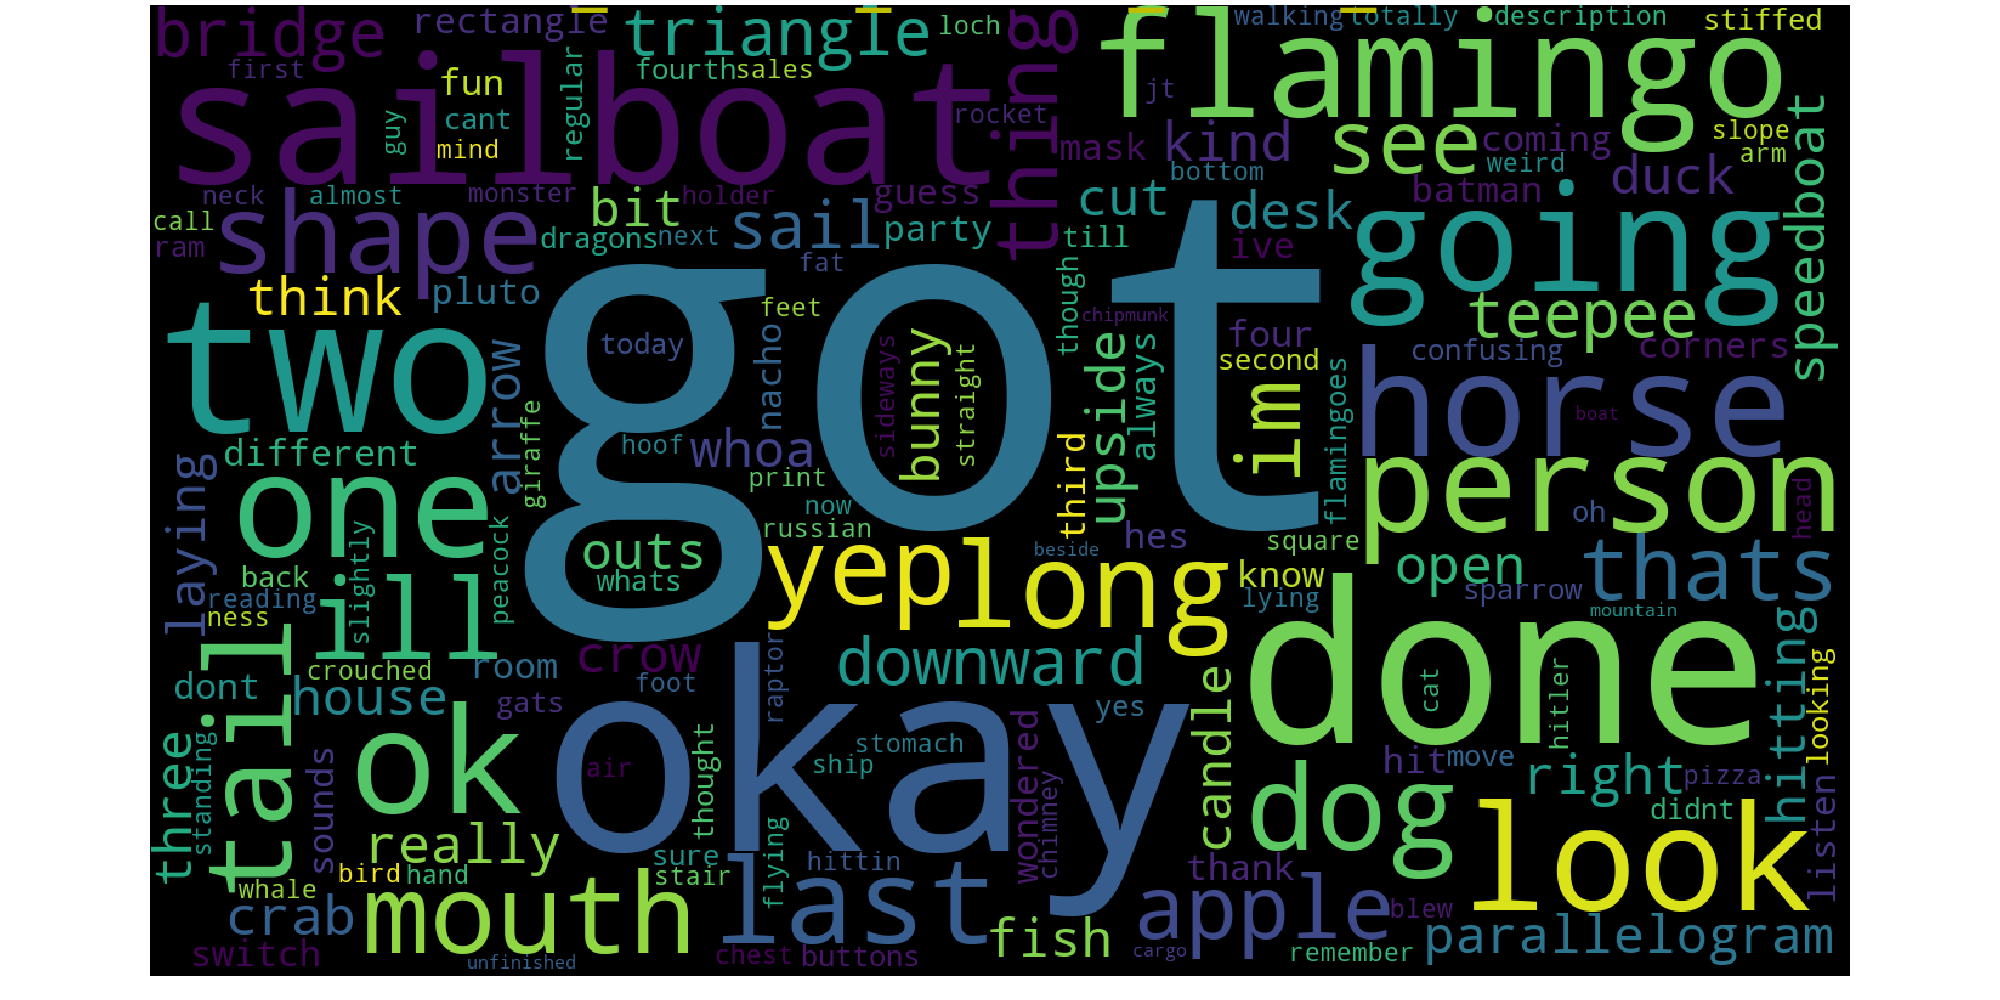 bridge
rectangle
triangle
loch
thing
flamingo
walking
totally
description
stiffed
first
sailboat
fun
fourth
sales
regular
guy
cant
mind
rocket
jt
mask
kind
see
coming
slope
arm
weird
bottom
batman
duck
speedboat
neck
almost
monster
holder
guess
call
ram
shape
bit
dragons
next
sail
party
cut
till
desk
ive
going
fat
think
pluto
two
got
feet
though
chipmunk
four
teepee
today
nacho
bunny
sideways
straight
upside
always
second
confusing
corners
arrow
giraffe
hoof
whoa
im
flamingoes
horse
boat
different
laying
one
print
now
russian
third
hes
square
person
oh
head
outs
whats
yep
long
beside
know
lying
open
sparrow
thats
mountain
back
reading
ness
slightly
peacock
ill
tall
crouched
room
crow
raptor
downward
done
hitting
looking
dont
house
gats
foot
yes
candle
cat
hitler
three
standing
ok
okay
thought
stomach
ship
air
wondered
chimney
hit
move
right
pizza
didnt
sounds
really
sure
stair
flying
hittin
dog
look
listen
bird
hand
whale
thank
crab
mouth
last
fish
apple
blew
parallelogram
switch
unfinished
chest
buttons
cargo
remember